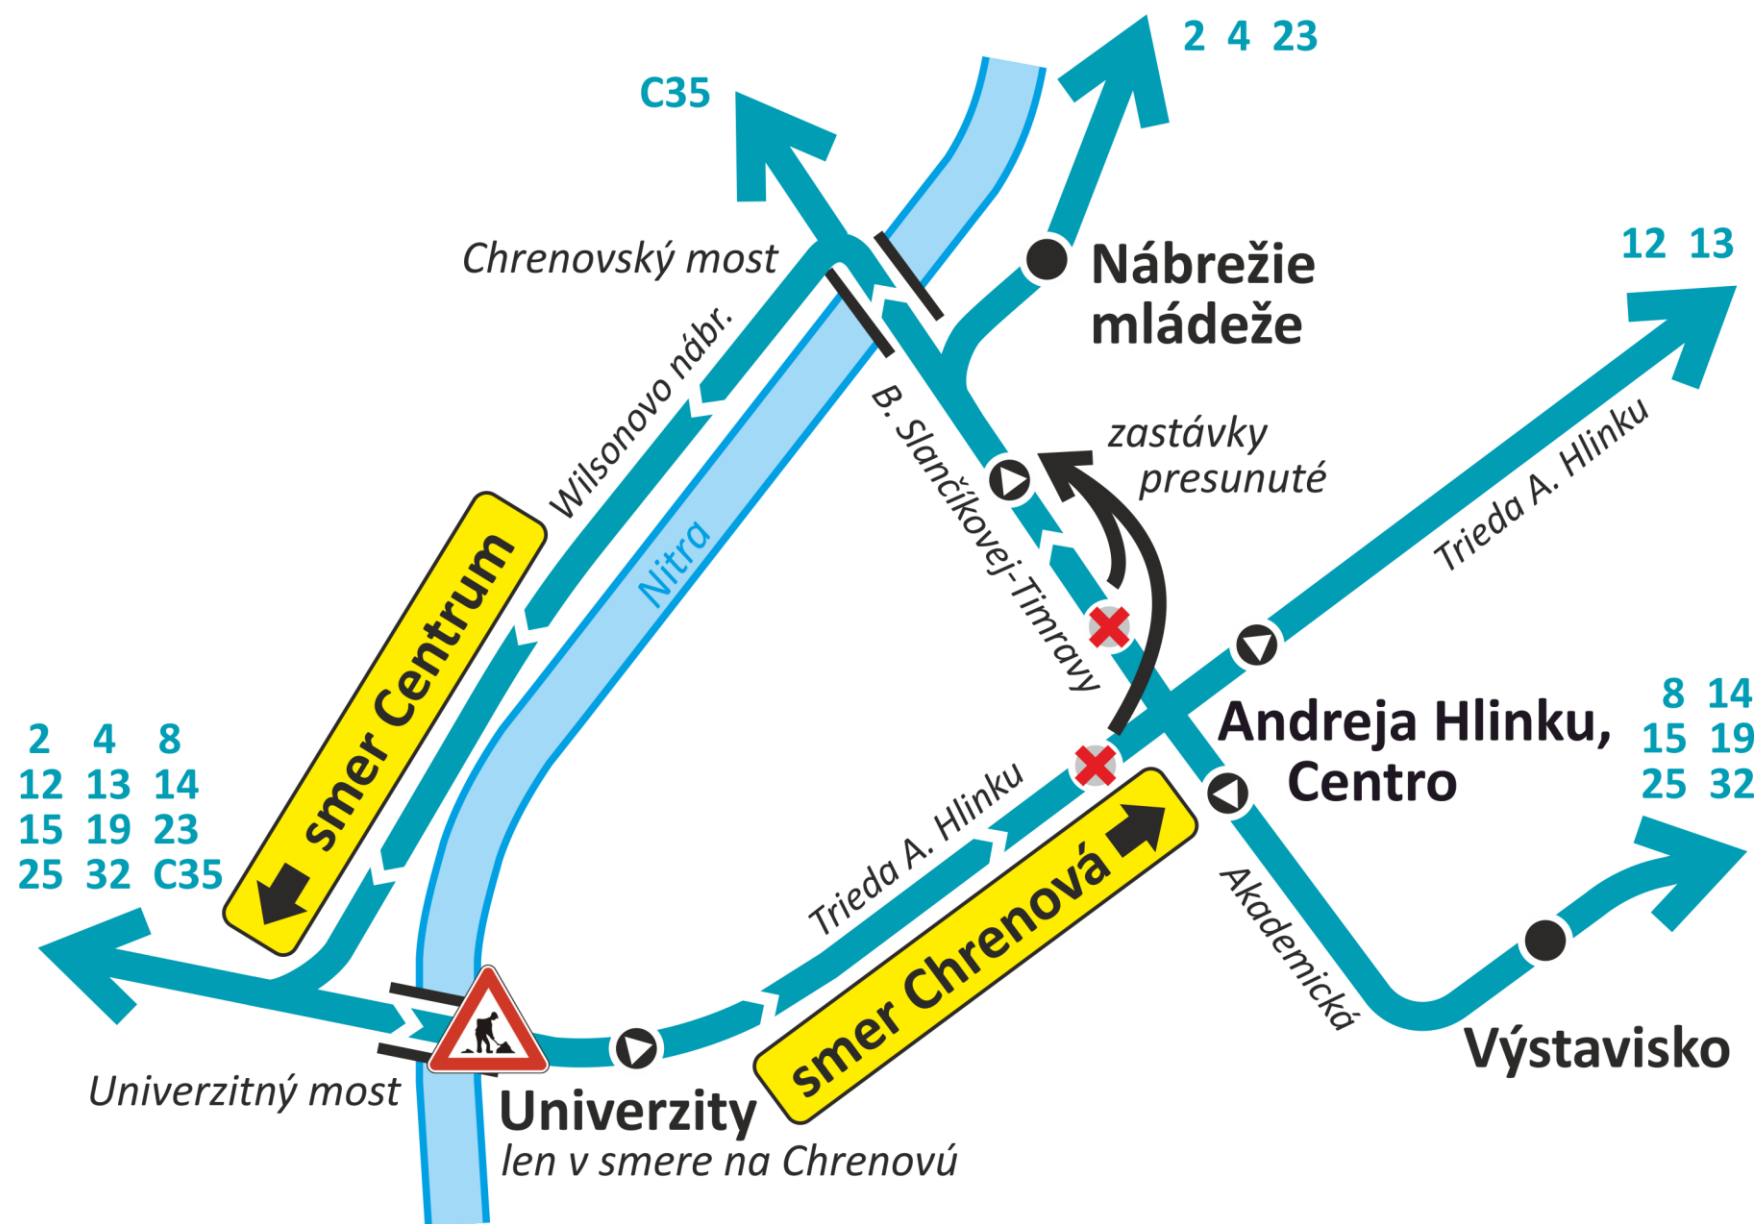 2 4 23
C35
Chrenovský most
Nábrežie
mládeže
12 13
Wilsonovo nábr.
B. Slančíkovej-Timravy
zastávky
presunuté
Trieda A. Hlinku
Nitra
smer Centrum
Andreja Hlinku,
Centro
8 14
15 19
25 32
2 4 8
12 13 14
15 19 23
25 32 C35
Trieda A. Hlinku
smer Chrenová
Akademická
Výstavisko
Univerzitný most
Univerzity
len v smere na Chrenovú